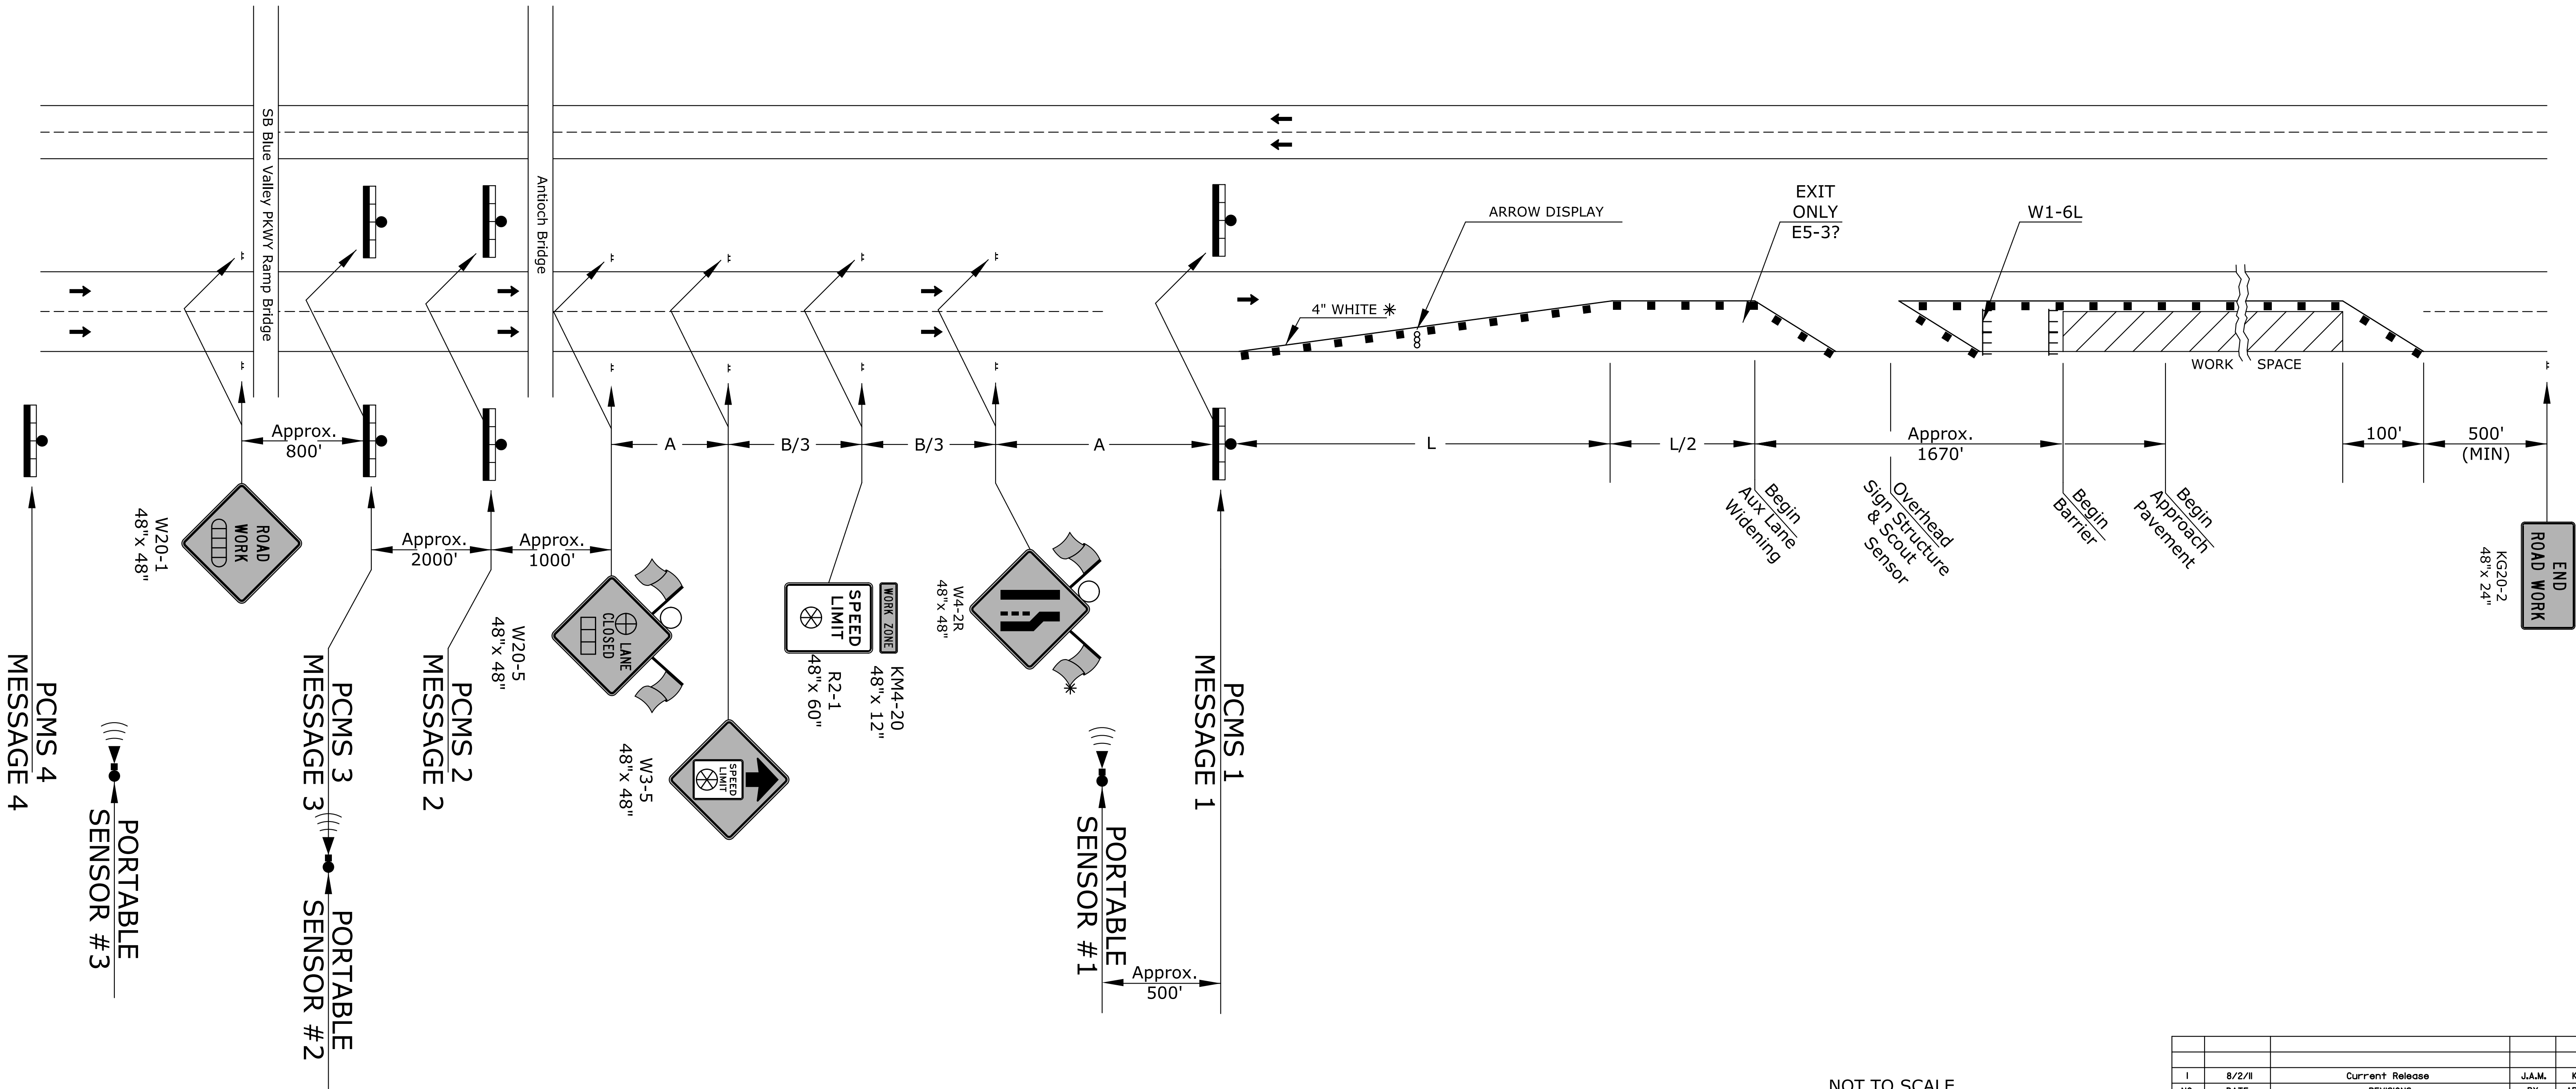 SB Blue Valley PKWY Ramp Bridge
Antioch Bridge
ARROW DISPLAY
EXIT
ONLY
E5-3?
W1-6L
4" WHITE *
WORK SPACE
Approx.
800'
A
B/3
B/3
A
L
L/2
Approx.
1670'
100'
500'
(MIN)
Approx.
2000'
Approx.
1000'
Begin
Aux Lane
Widening
Overhead
Sign Structure
& Scout
Sensor
Begin
Barrier
Begin
Approach
Pavement
ROAD
WORK
W20-1
48"x 48"
LANE
CLOSED
W20-5
48"x 48"
SPEED
LIMIT
W3-5
48"x 48"
WORK ZONE
SPEED
LIMIT
KM4-20
48"x 12"
R2-1
48"x 60"
W4-2R
48"x 48"
*
END
ROAD WORK
KG20-2
48"x 24"
PCMS 4
MESSAGE 4
PCMS 3
MESSAGE 3
PCMS 2
MESSAGE 2
PCMS 1
MESSAGE 1
PORTABLE
SENSOR #3
PORTABLE
SENSOR #2
PORTABLE
SENSOR #1
Approx.
500'
NOT TO SCALE
1 8/2/11 Current Release J.A.M.
NO. DATE REVISIONS BY